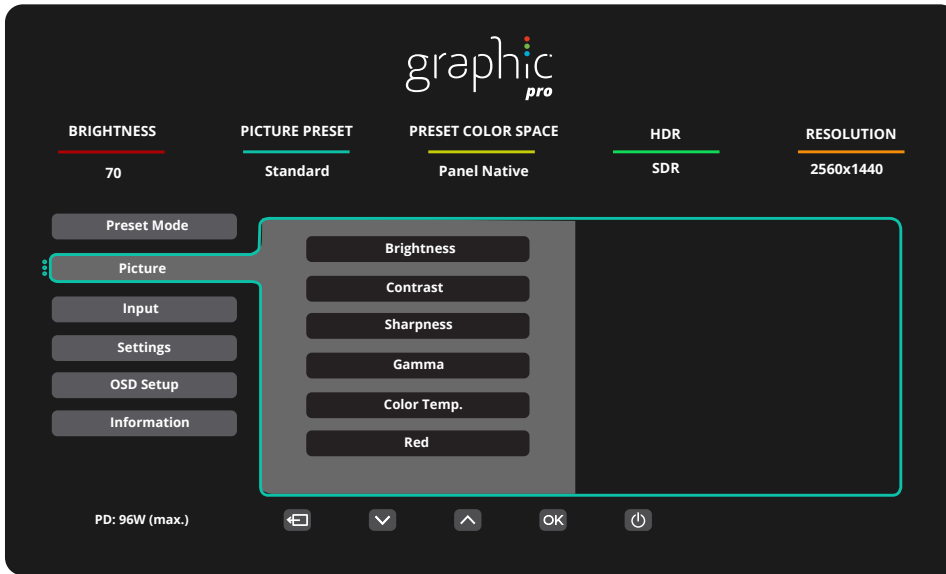 graphic
pro
BRIGHTNESS PICTURE PRESET PRESET COLOR SPACE HDR RESOLUTION
70 Standard Panel Native SDR 2560x1440
Preset Mode
Picture
Input
Settings
OSD Setup
Information
Brightness
Contrast
Sharpness
Gamma
Color Temp.
Red
PD: 96W (max.) OK